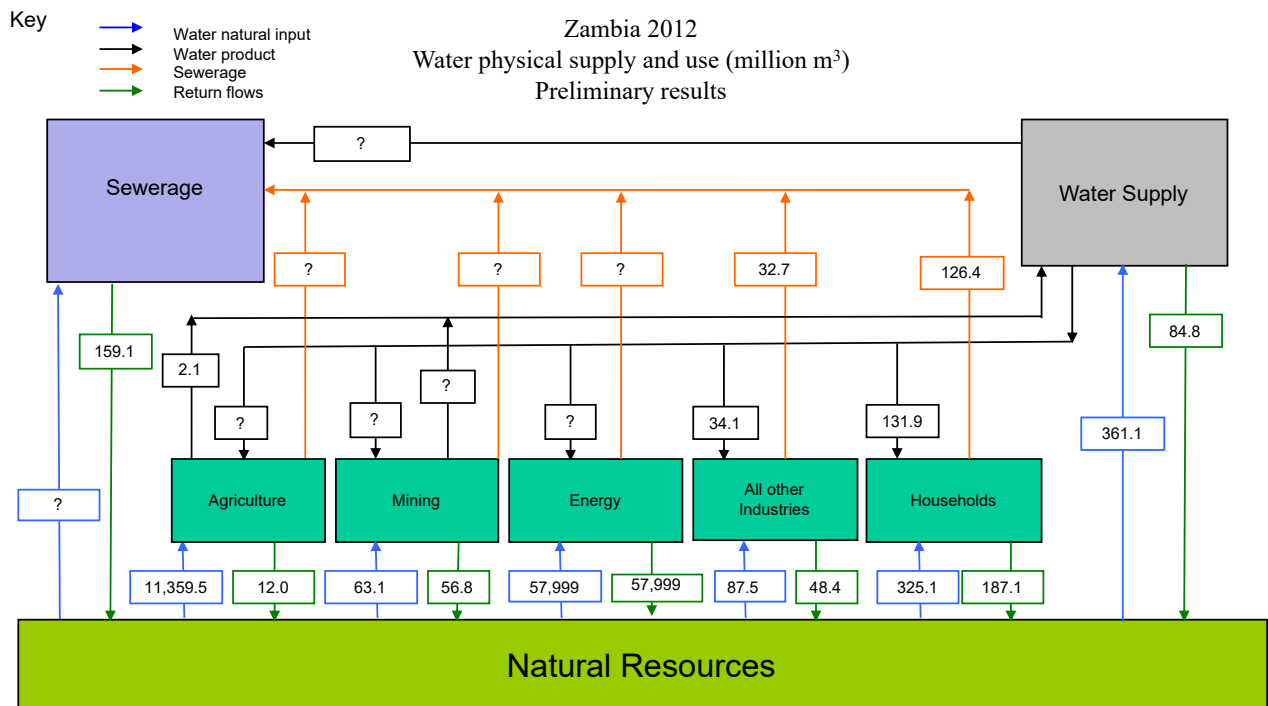 Key
Water natural input
Water product
Sewerage
Return flows
Zambia 2012
Water physical supply and use (million m³)
Preliminary results
?
Sewerage
Water Supply
?
?
?
32.7
126.4
159.1
2.1
84.8
?
?
?
?
34.1
131.9
361.1
?
Agriculture
Mining
Energy
All other
Industries
Households
11,359.5
12.0
63.1
56.8
57,999
57,999
87.5
48.4
325.1
187.1
Natural Resources